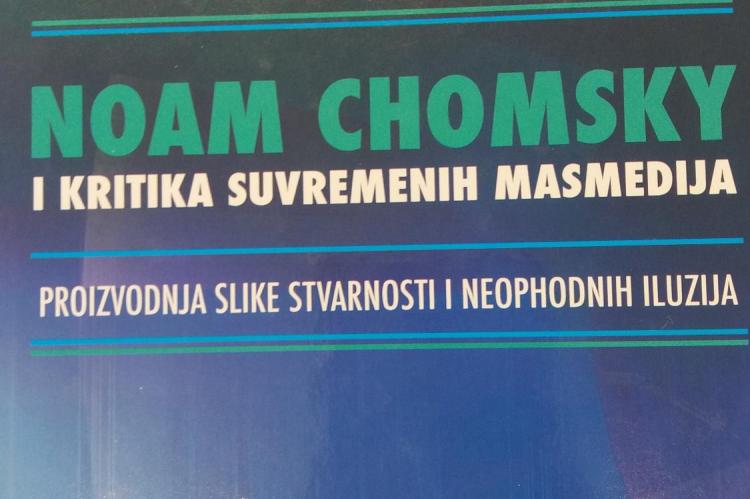 NOAM CHOMSKY
I KRITIKA SUVREMENIH MASMEDIJA
PROIZVODNJA SLIKE STVARNOSTI I NEOPHODNIH ILUZIJA